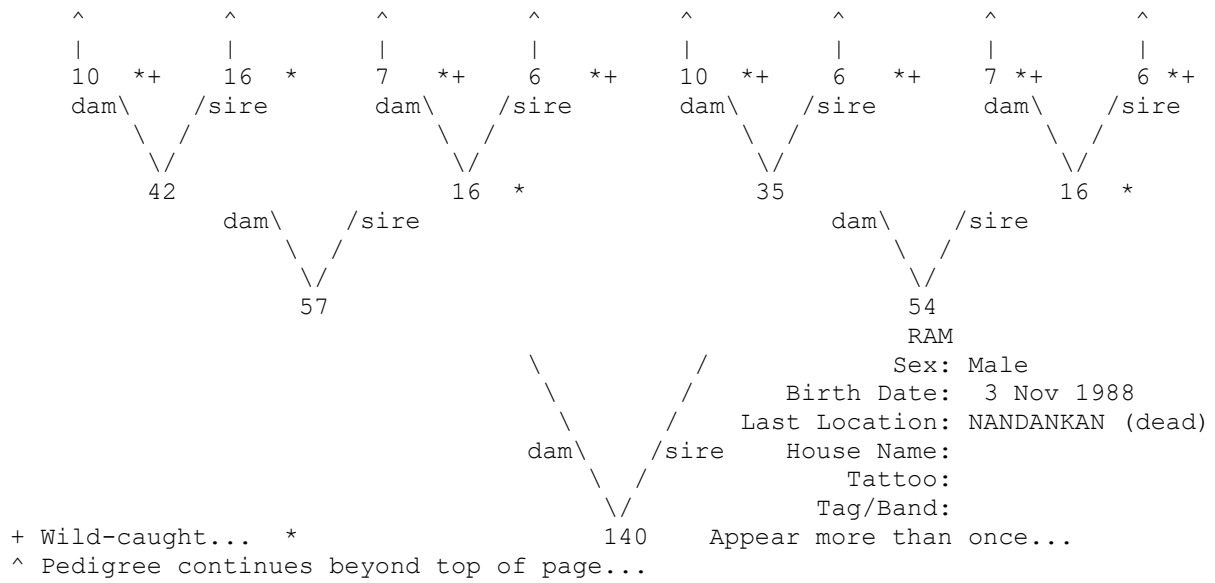 ^ ^ ^ ^ ^ ^ ^ ^
| | | | | | | |
10 *+ 16 * 7 *+ 6 *+ 10 *+ 6 *+ 7 *+ 6 *+
dam\ /sire dam\ /sire dam\ /sire dam\ /sire
\ / \ / \ / \ /
\/ \/ \/ \/
42 16 * 35 16 *
dam\ /sire dam\ /sire
\ / \ /
\/ \/
57 54
RAM
\ / Sex: Male
\ / Birth Date: 3 Nov 1988
\ / Last Location: NANDANKAN (dead)
dam\ /sire House Name:
\ / Tattoo:
\/ Tag/Band:
+ Wild-caught... * 140 Appear more than once...
^ Pedigree continues beyond top of page...